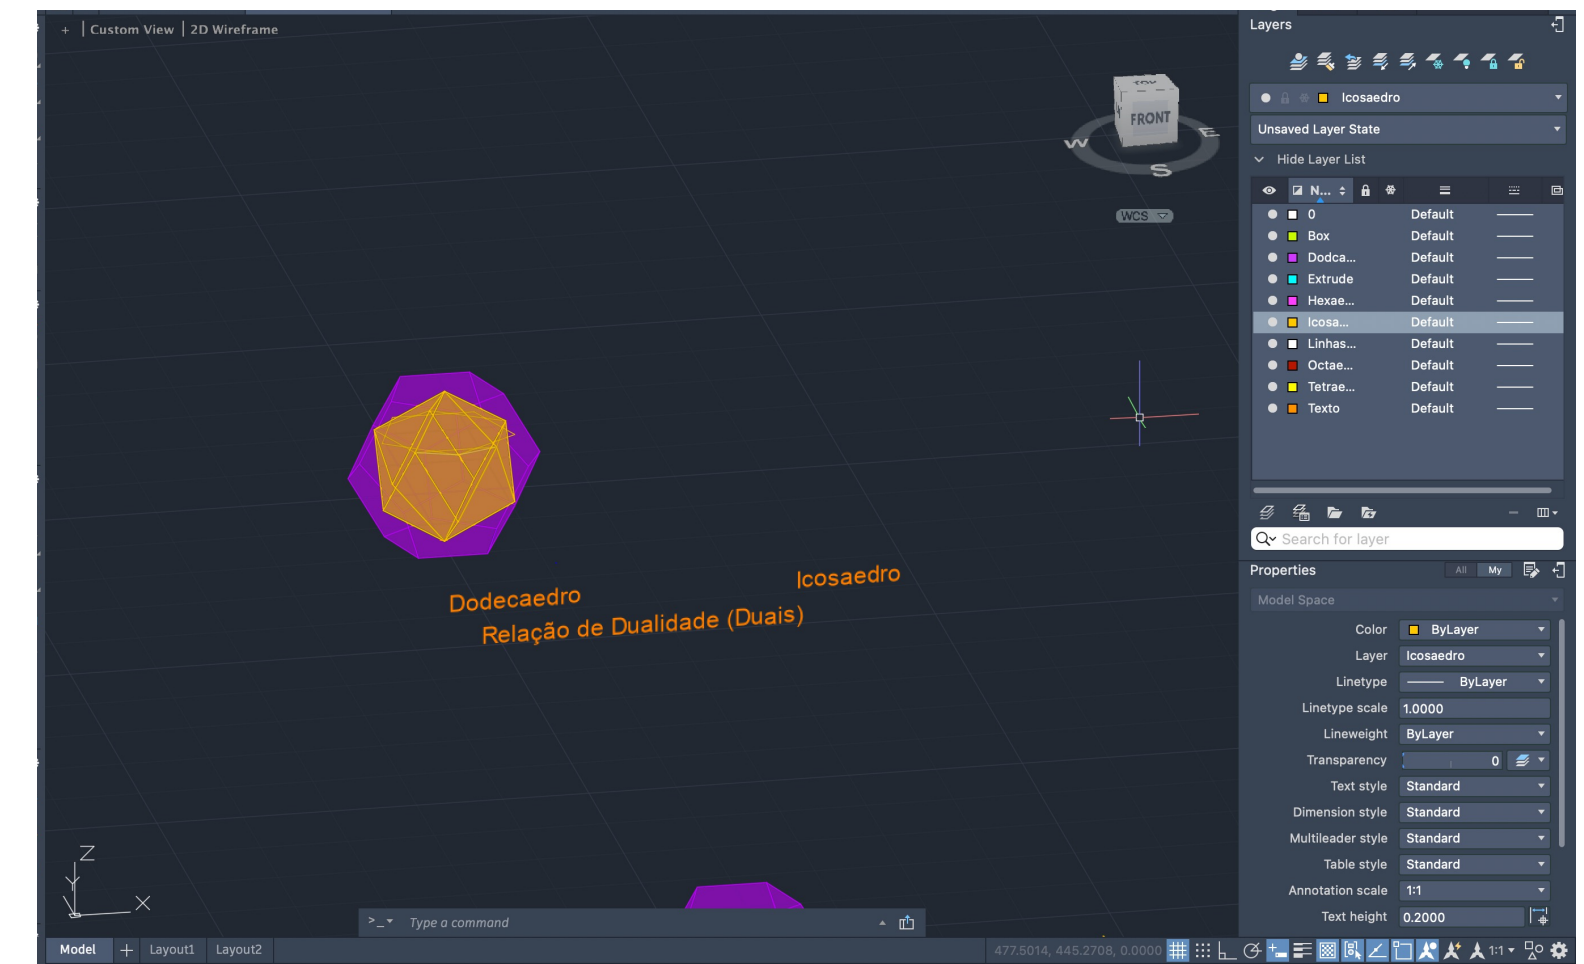 + | Custom View | 2D Wireframe
TOP
FRONT
W
S
E
WCS
Dodecaedro
Icosaedro
Relação de Dualidade (Duais)
Z
Y
X
>_ Type a command
Model + Layout1 Layout2
477.5014, 445.2708, 0.0000
1:1
Layers
Icosaedro
Unsaved Layer State
Hide Layer List
N...
0 Default
Box Default
Dodca... Default
Extrude Default
Hexae... Default
Icosa... Default
Linhas... Default
Octae... Default
Tetrae... Default
Texto Default
Search for layer
Properties All My
Model Space
Color ByLayer
Layer Icosaedro
Linetype ByLayer
Linetype scale 1.0000
Lineweight ByLayer
Transparency 0
Text style Standard
Dimension style Standard
Multileader style Standard
Table style Standard
Annotation scale 1:1
Text height 0.2000